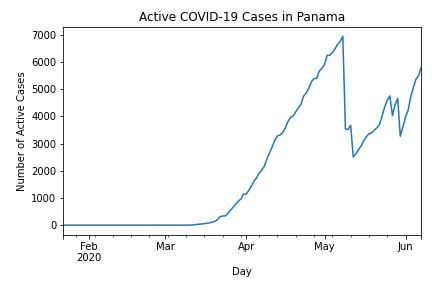 Active COVID-19 Cases in Panama
Number of Active Cases
7000
6000
5000
4000
3000
2000
1000
0
Feb
2020
Mar
Apr
May
Jun
Day